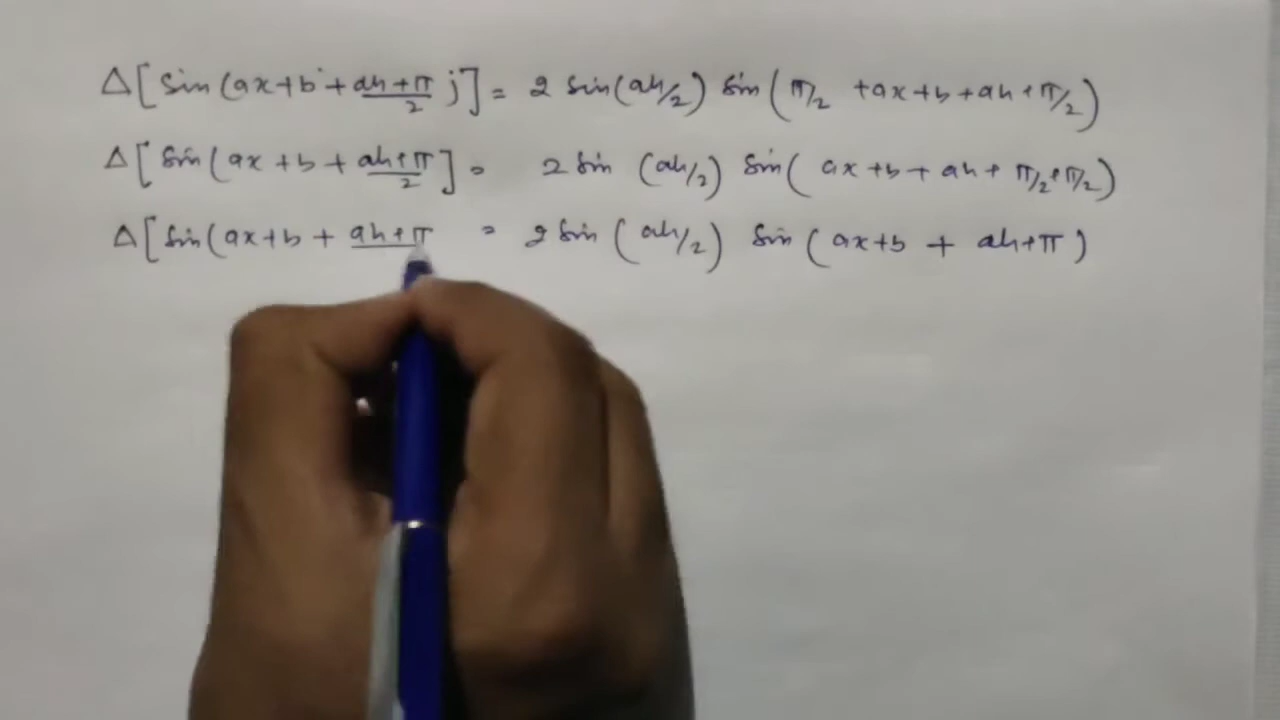 Δ[sin(ax+b+(ah+π)/2)] = 2 sin(ah/2) sin(π/2 +ax+b+ah+π/2)
Δ[sin(ax+b+(ah+π)/2] = 2 sin (ah/2) sin(ax+b+ah+π/2+π/2)
Δ[sin(ax+b + ah+π = 2 sin (ah/2) sin (ax+b + ah+π)